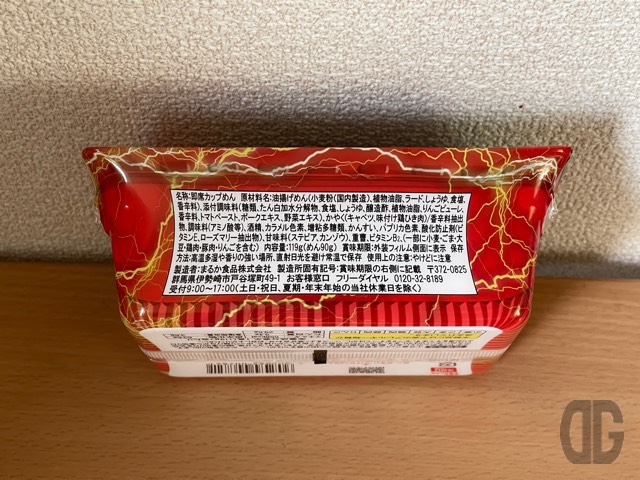 名称:即席カップめん 原材料名:油揚げめん(小麦粉(国内製造)、植物油脂、ラード、しょうゆ、食塩、
香辛料)、添付調味料(糖類、たん白加水分解物、食塩、しょうゆ、醸造酢、植物油脂、りんごピューレ、
香辛料、トマトペースト、ポークエキス、野菜エキス)、かやく(キャベツ、味付け鶏ひき肉)/香辛料抽出
物、調味料(アミノ酸等)、酒精、カラメル色素、増粘多糖類、かんすい、パプリカ色素、酸化防止剤(ビ
タミンE、ローズマリー抽出物)、甘味料(ステビア、カンゾウ)、重曹、ビタミンB₂、(一部に小麦・ごま・大
豆・鶏肉・豚肉・りんごを含む) 内容量:119g(めん90g) 賞味期限:外装フィルム側面に表示 保存
方法:高温多湿や香りの強い場所、直射日光を避け常温で保存 使用上の注意:やけどに注意
製造者:まるか食品株式会社 製造所固有記号:賞味期限の右側に記載 〒372-0825
群馬県伊勢崎市戸谷塚町49-1 お客様窓口 フリーダイヤル 0120-32-8189
受付9:00~17:00(土・日・祝日、夏期・年末年始の当社休業日を除く)
DG